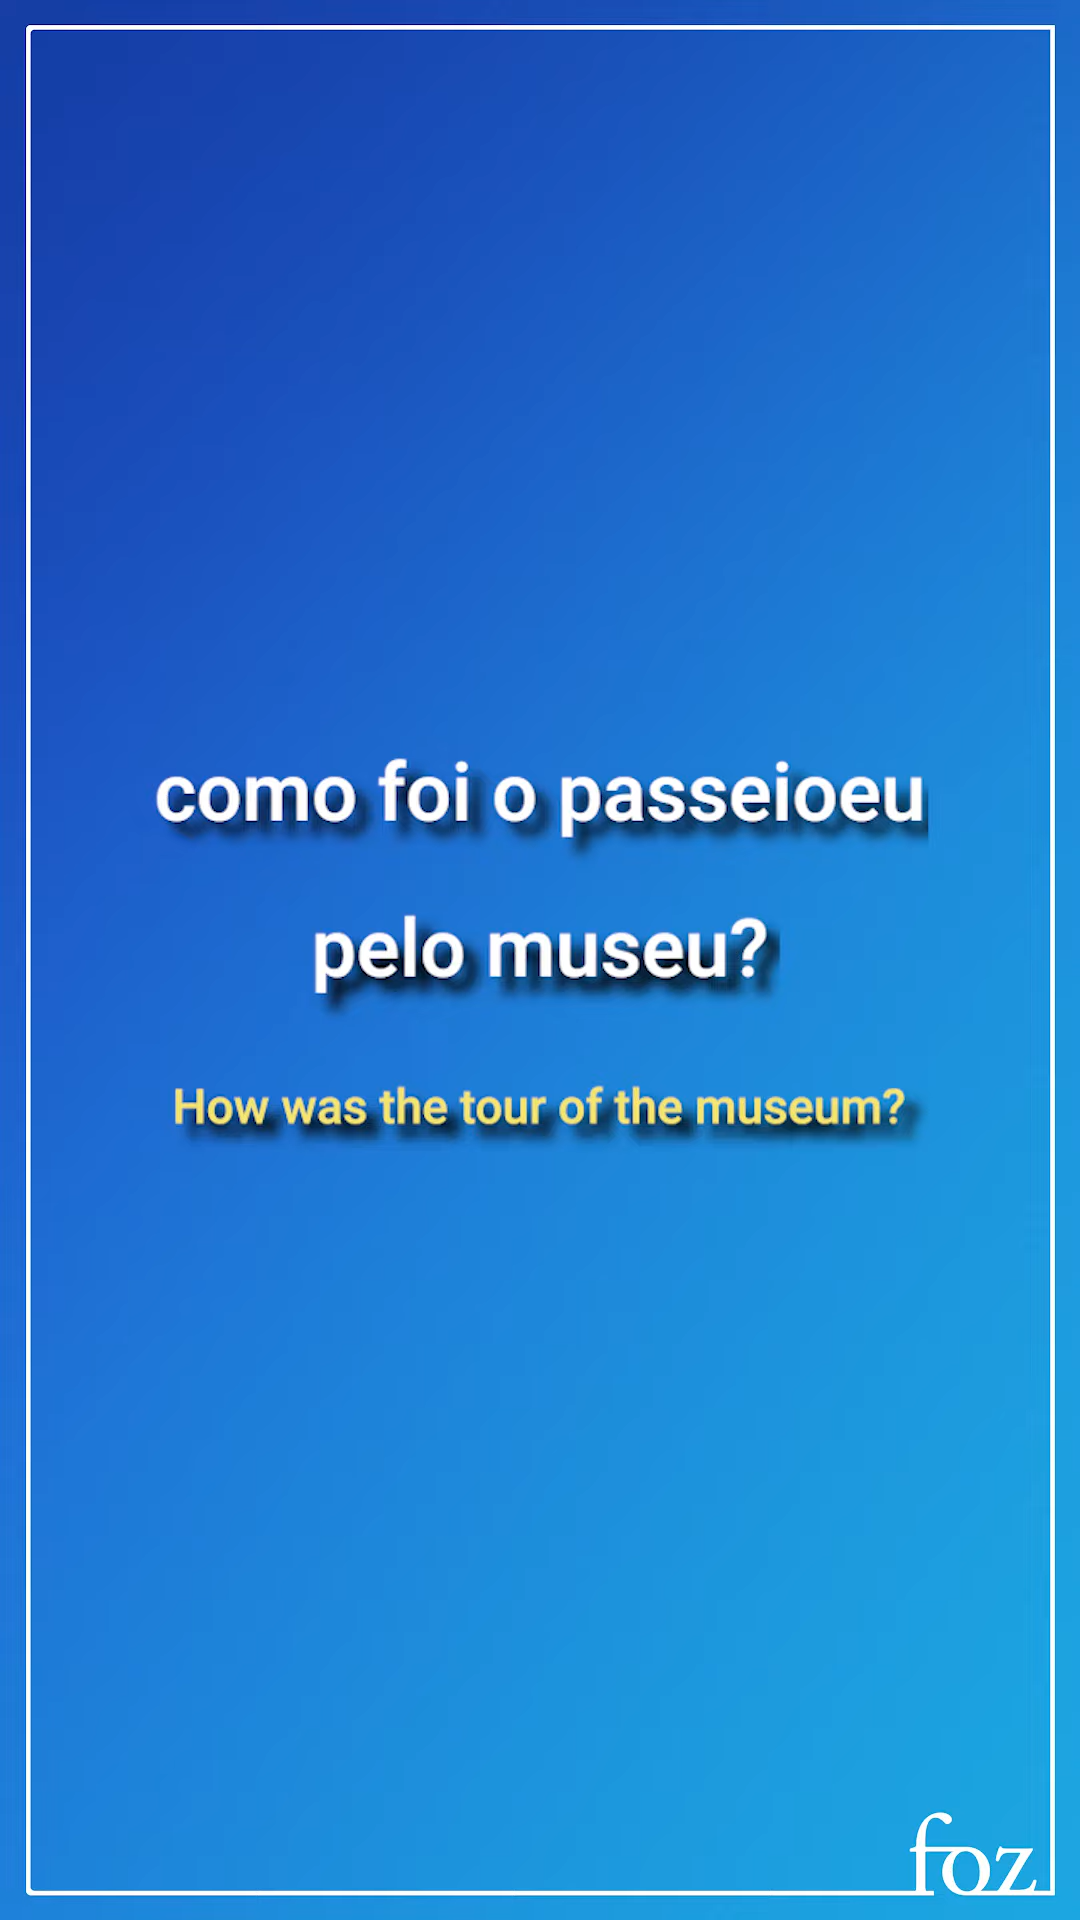 como foi o passeioeu
pelo museu?
How was the tour of the museum?
foz